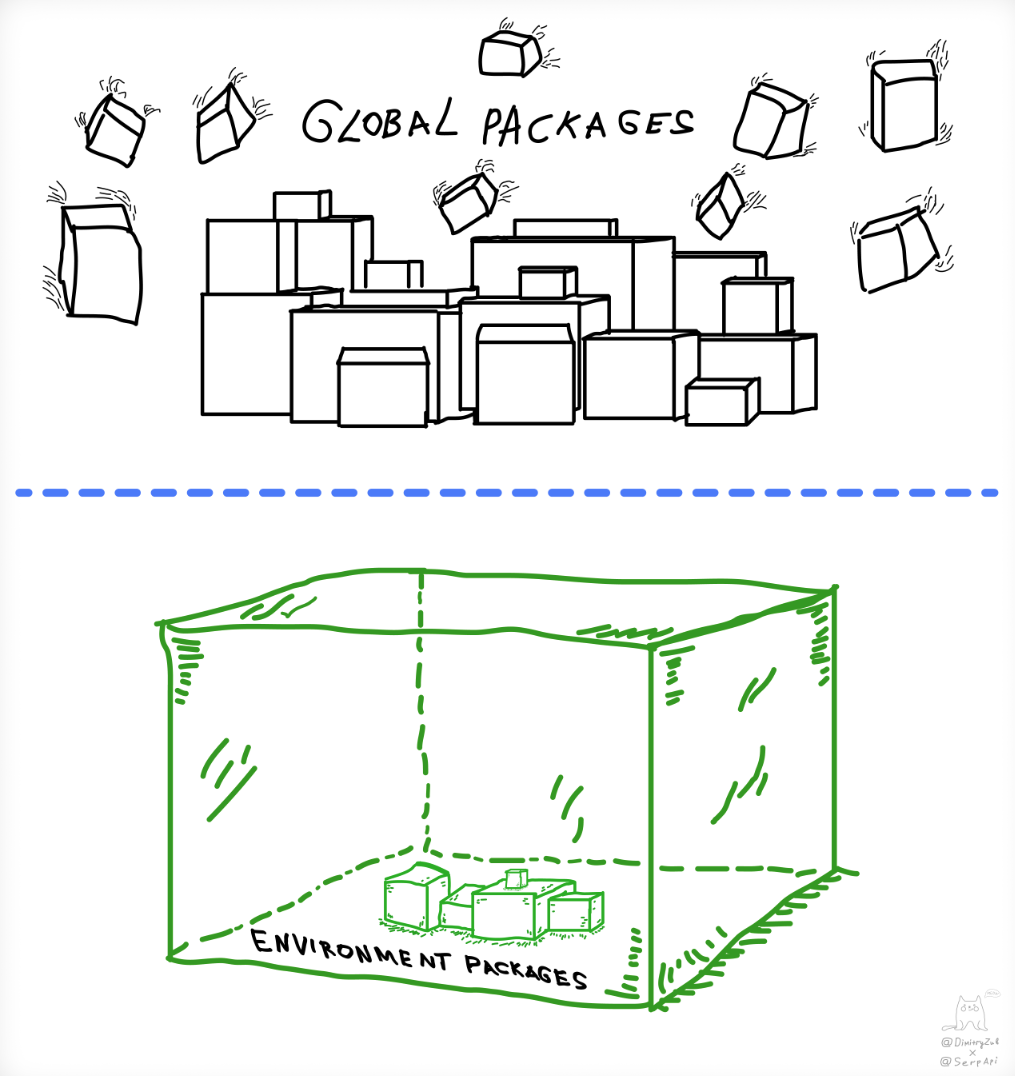 GLOBAL PACKAGES
ENVIRONMENT PACKAGES
@DimitryZub
x
@SerpApi